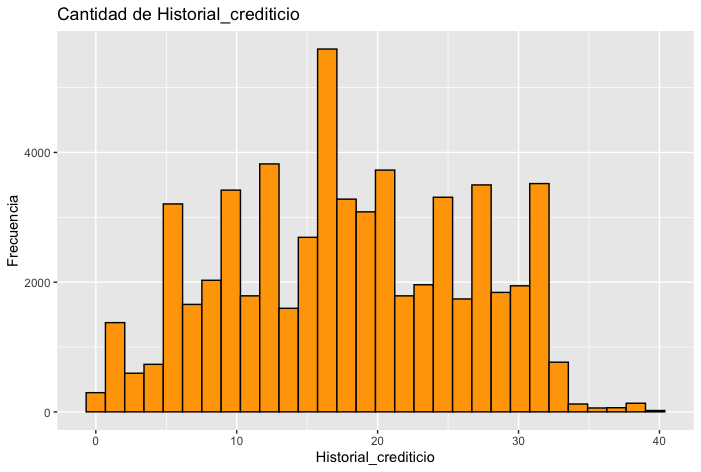 Cantidad de Historial_crediticio
Frecuencia
4000
2000
0
0 10 20 30 40
Historial_crediticio